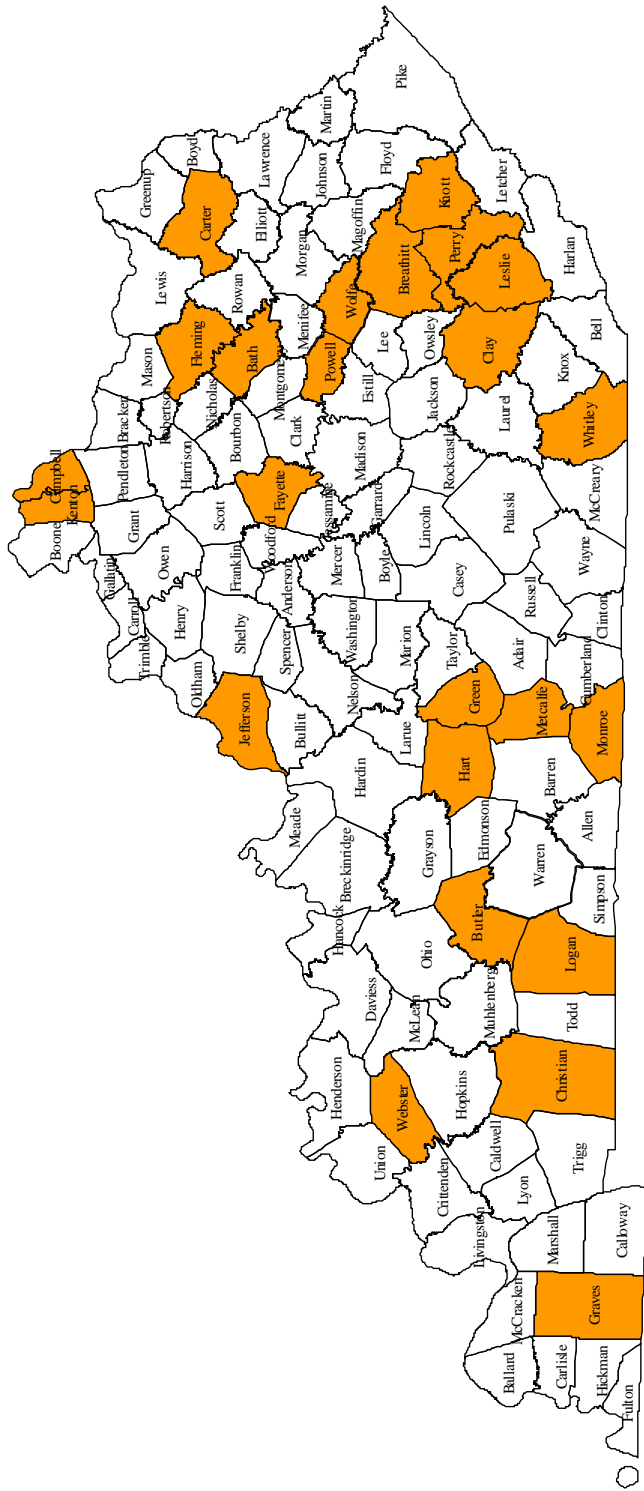 Fulton
Hickman
Carlisle
Ballard
McCracken
Graves
Calloway
Marshall
Livingston
Lyon
Trigg
Crittenden
Caldwell
Union
Webster
Henderson
Hopkins
Christian
Todd
Muhlenberg
McLean
Daviess
Hancock
Ohio
Butler
Logan
Simpson
Warren
Edmonson
Grayson
Breckinridge
Meade
Hardin
Hart
Barren
Allen
Monroe
Metcalfe
Green
Larue
Nelson
Bullitt
Jefferson
Oldham
Spencer
Shelby
Henry
Trimble
Carroll
Gallatin
Owen
Franklin
Anderson
Washington
Marion
Taylor
Adair
Cumberland
Clinton
Russell
Casey
Boyle
Mercer
Woodford
Scott
Grant
Boone
Kenton
Campbell
Pendleton
Harrison
Bourbon
Fayette
Jessamine
Garrard
Lincoln
Pulaski
Wayne
McCreary
Rockcastle
Madison
Clark
Montgomery
Nicholas
Robertson
Bracken
Mason
Fleming
Bath
Powell
Estill
Jackson
Laurel
Whitley
Knox
Bell
Clay
Owsley
Lee
Wolfe
Menifee
Rowan
Lewis
Greenup
Carter
Boyd
Elliott
Lawrence
Morgan
Johnson
Martin
Magoffin
Floyd
Pike
Breathitt
Knott
Perry
Leslie
Letcher
Harlan